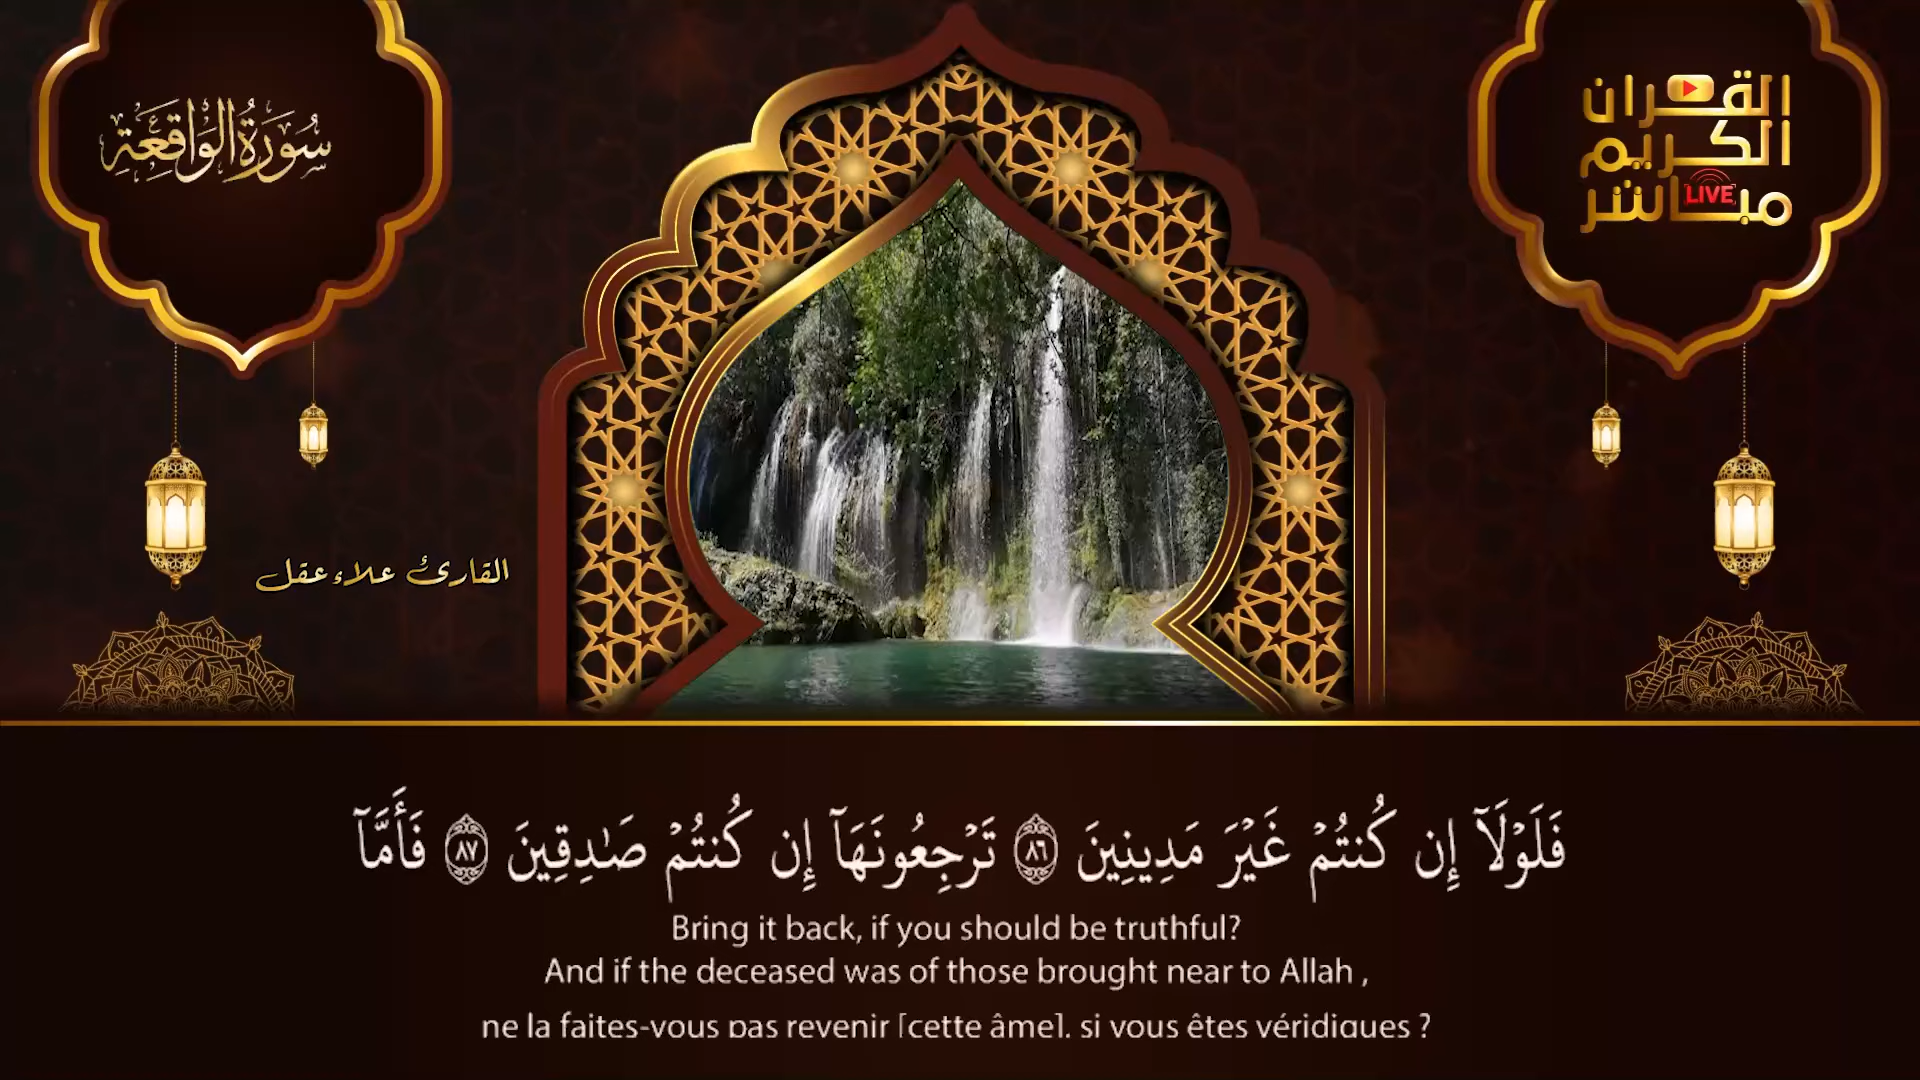 سُورَةُ الوَاقِعَةِ
القرآن
الكريم
مباشر
LIVE
القارئ علاء عقل
فَلَوْلَآ إِن كُنتُمْ غَيْرَ مَدِينِينَ ٨٦ تَرْجِعُونَهَآ إِن كُنتُمْ صَٰدِقِينَ ٨٧ فَأَمَّآ
Bring it back, if you should be truthful?
And if the deceased was of those brought near to Allah ,
ne la faites-vous pas revenir [cette âme], si vous êtes véridiques ?